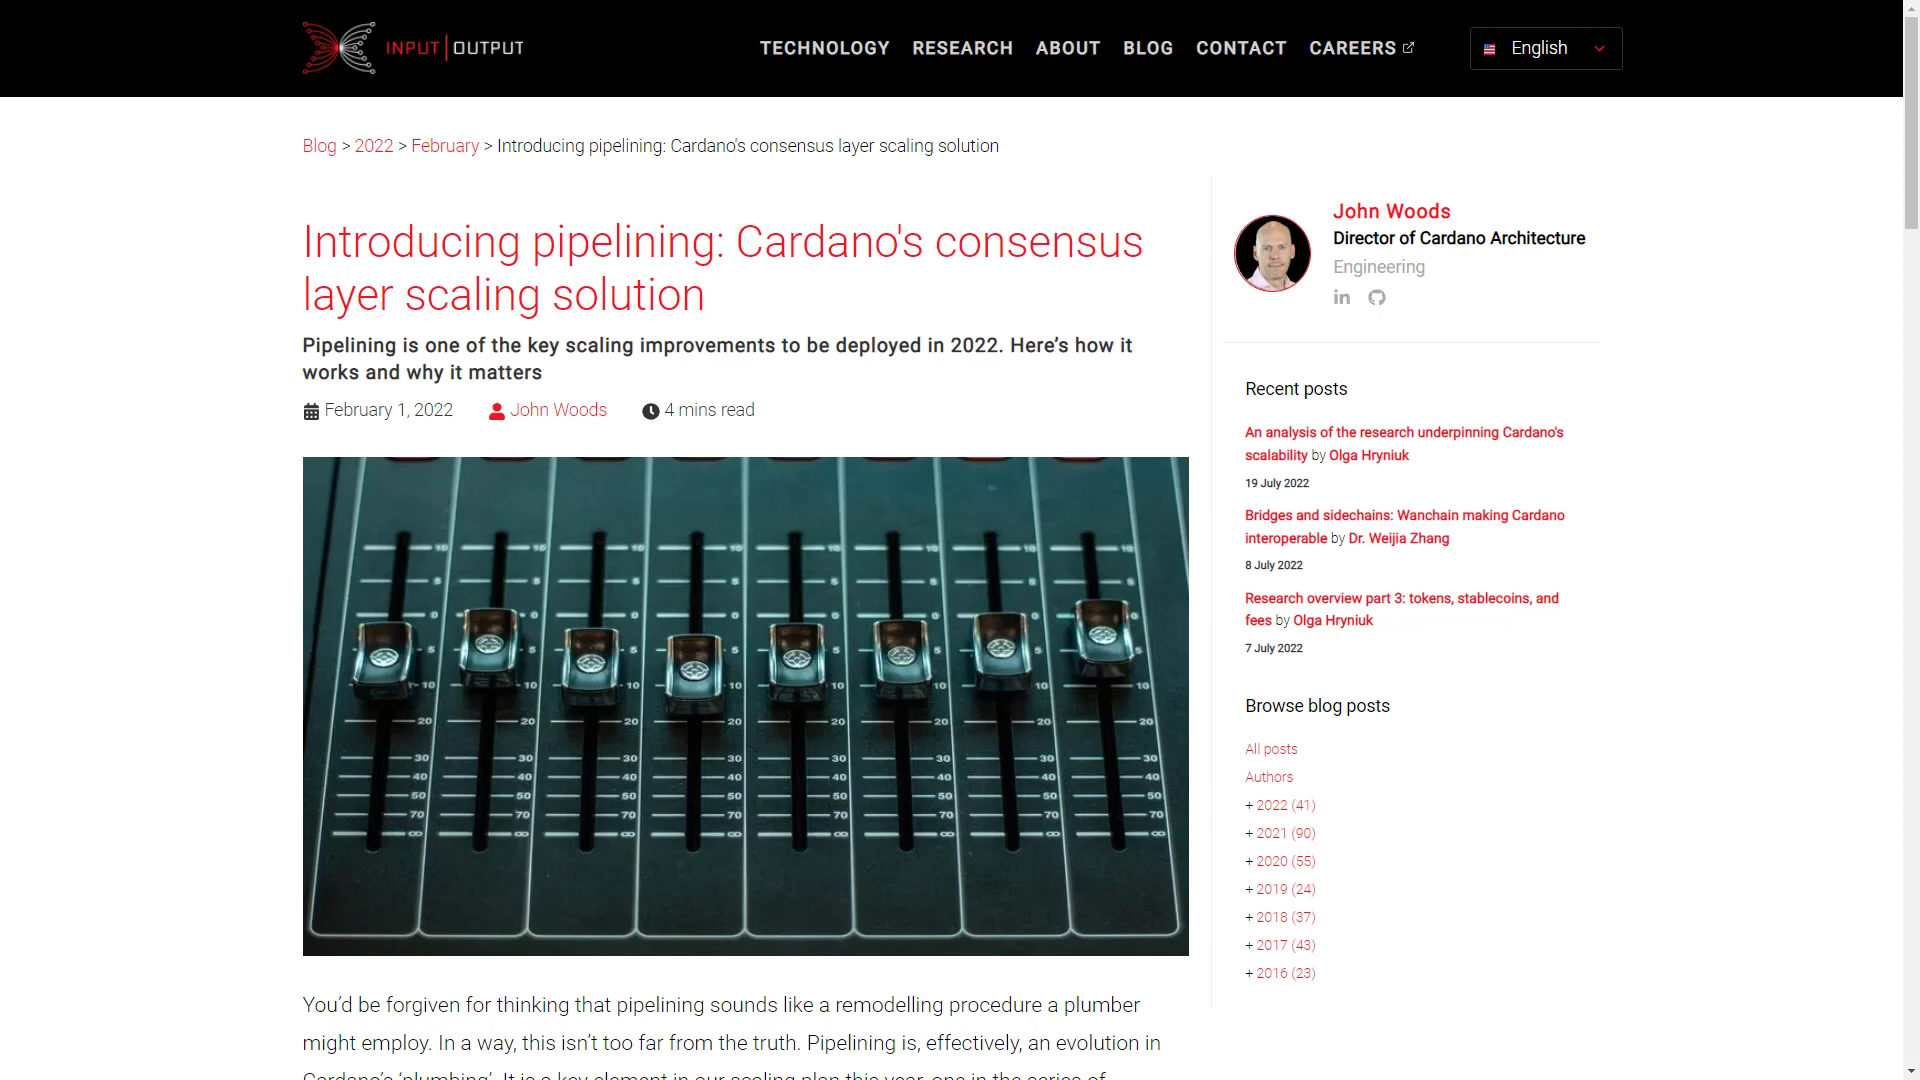 INPUT | OUTPUT
TECHNOLOGY RESEARCH ABOUT BLOG CONTACT CAREERS
English
Blog > 2022 > February > Introducing pipelining: Cardano's consensus layer scaling solution
Introducing pipelining: Cardano's consensus
layer scaling solution
Pipelining is one of the key scaling improvements to be deployed in 2022. Here’s how it
works and why it matters
February 1, 2022 John Woods 4 mins read
You’d be forgiven for thinking that pipelining sounds like a remodelling procedure a plumber
might employ. In a way, this isn’t too far from the truth. Pipelining is, effectively, an evolution in
Cardano’s ‘plumbing’. It is a key element in our scaling plan this year, one in the series of
John Woods
Director of Cardano Architecture
Engineering
Recent posts
An analysis of the research underpinning Cardano's
scalability by Olga Hryniuk
19 July 2022
Bridges and sidechains: Wanchain making Cardano
interoperable by Dr. Weijia Zhang
8 July 2022
Research overview part 3: tokens, stablecoins, and
fees by Olga Hryniuk
7 July 2022
Browse blog posts
All posts
Authors
+ 2022 (41)
+ 2021 (90)
+ 2020 (55)
+ 2019 (24)
+ 2018 (37)
+ 2017 (43)
+ 2016 (23)